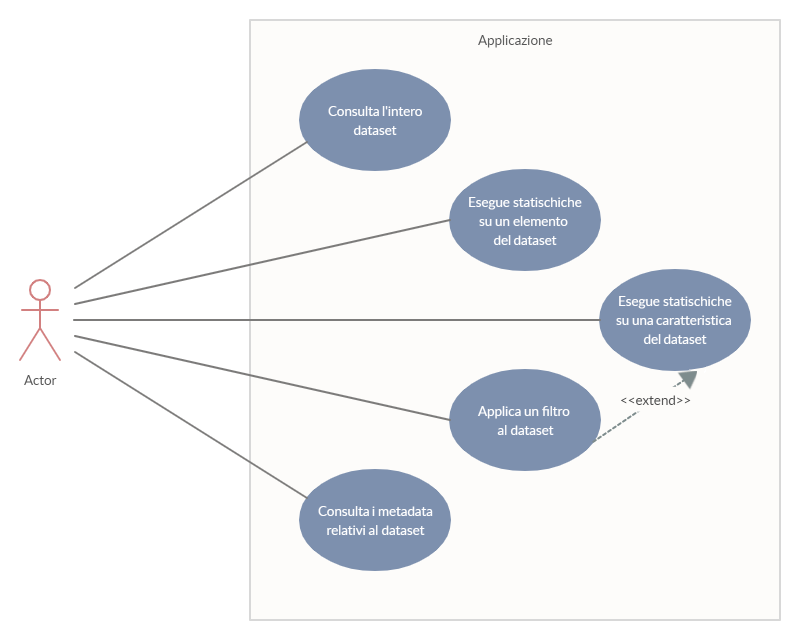 Applicazione
Consulta l'intero
dataset
Esegue statischiche
su un elemento
del dataset
Esegue statischiche
su una caratteristica
del dataset
Actor
<<extend>>
Applica un filtro
al dataset
Consulta i metadata
relativi al dataset